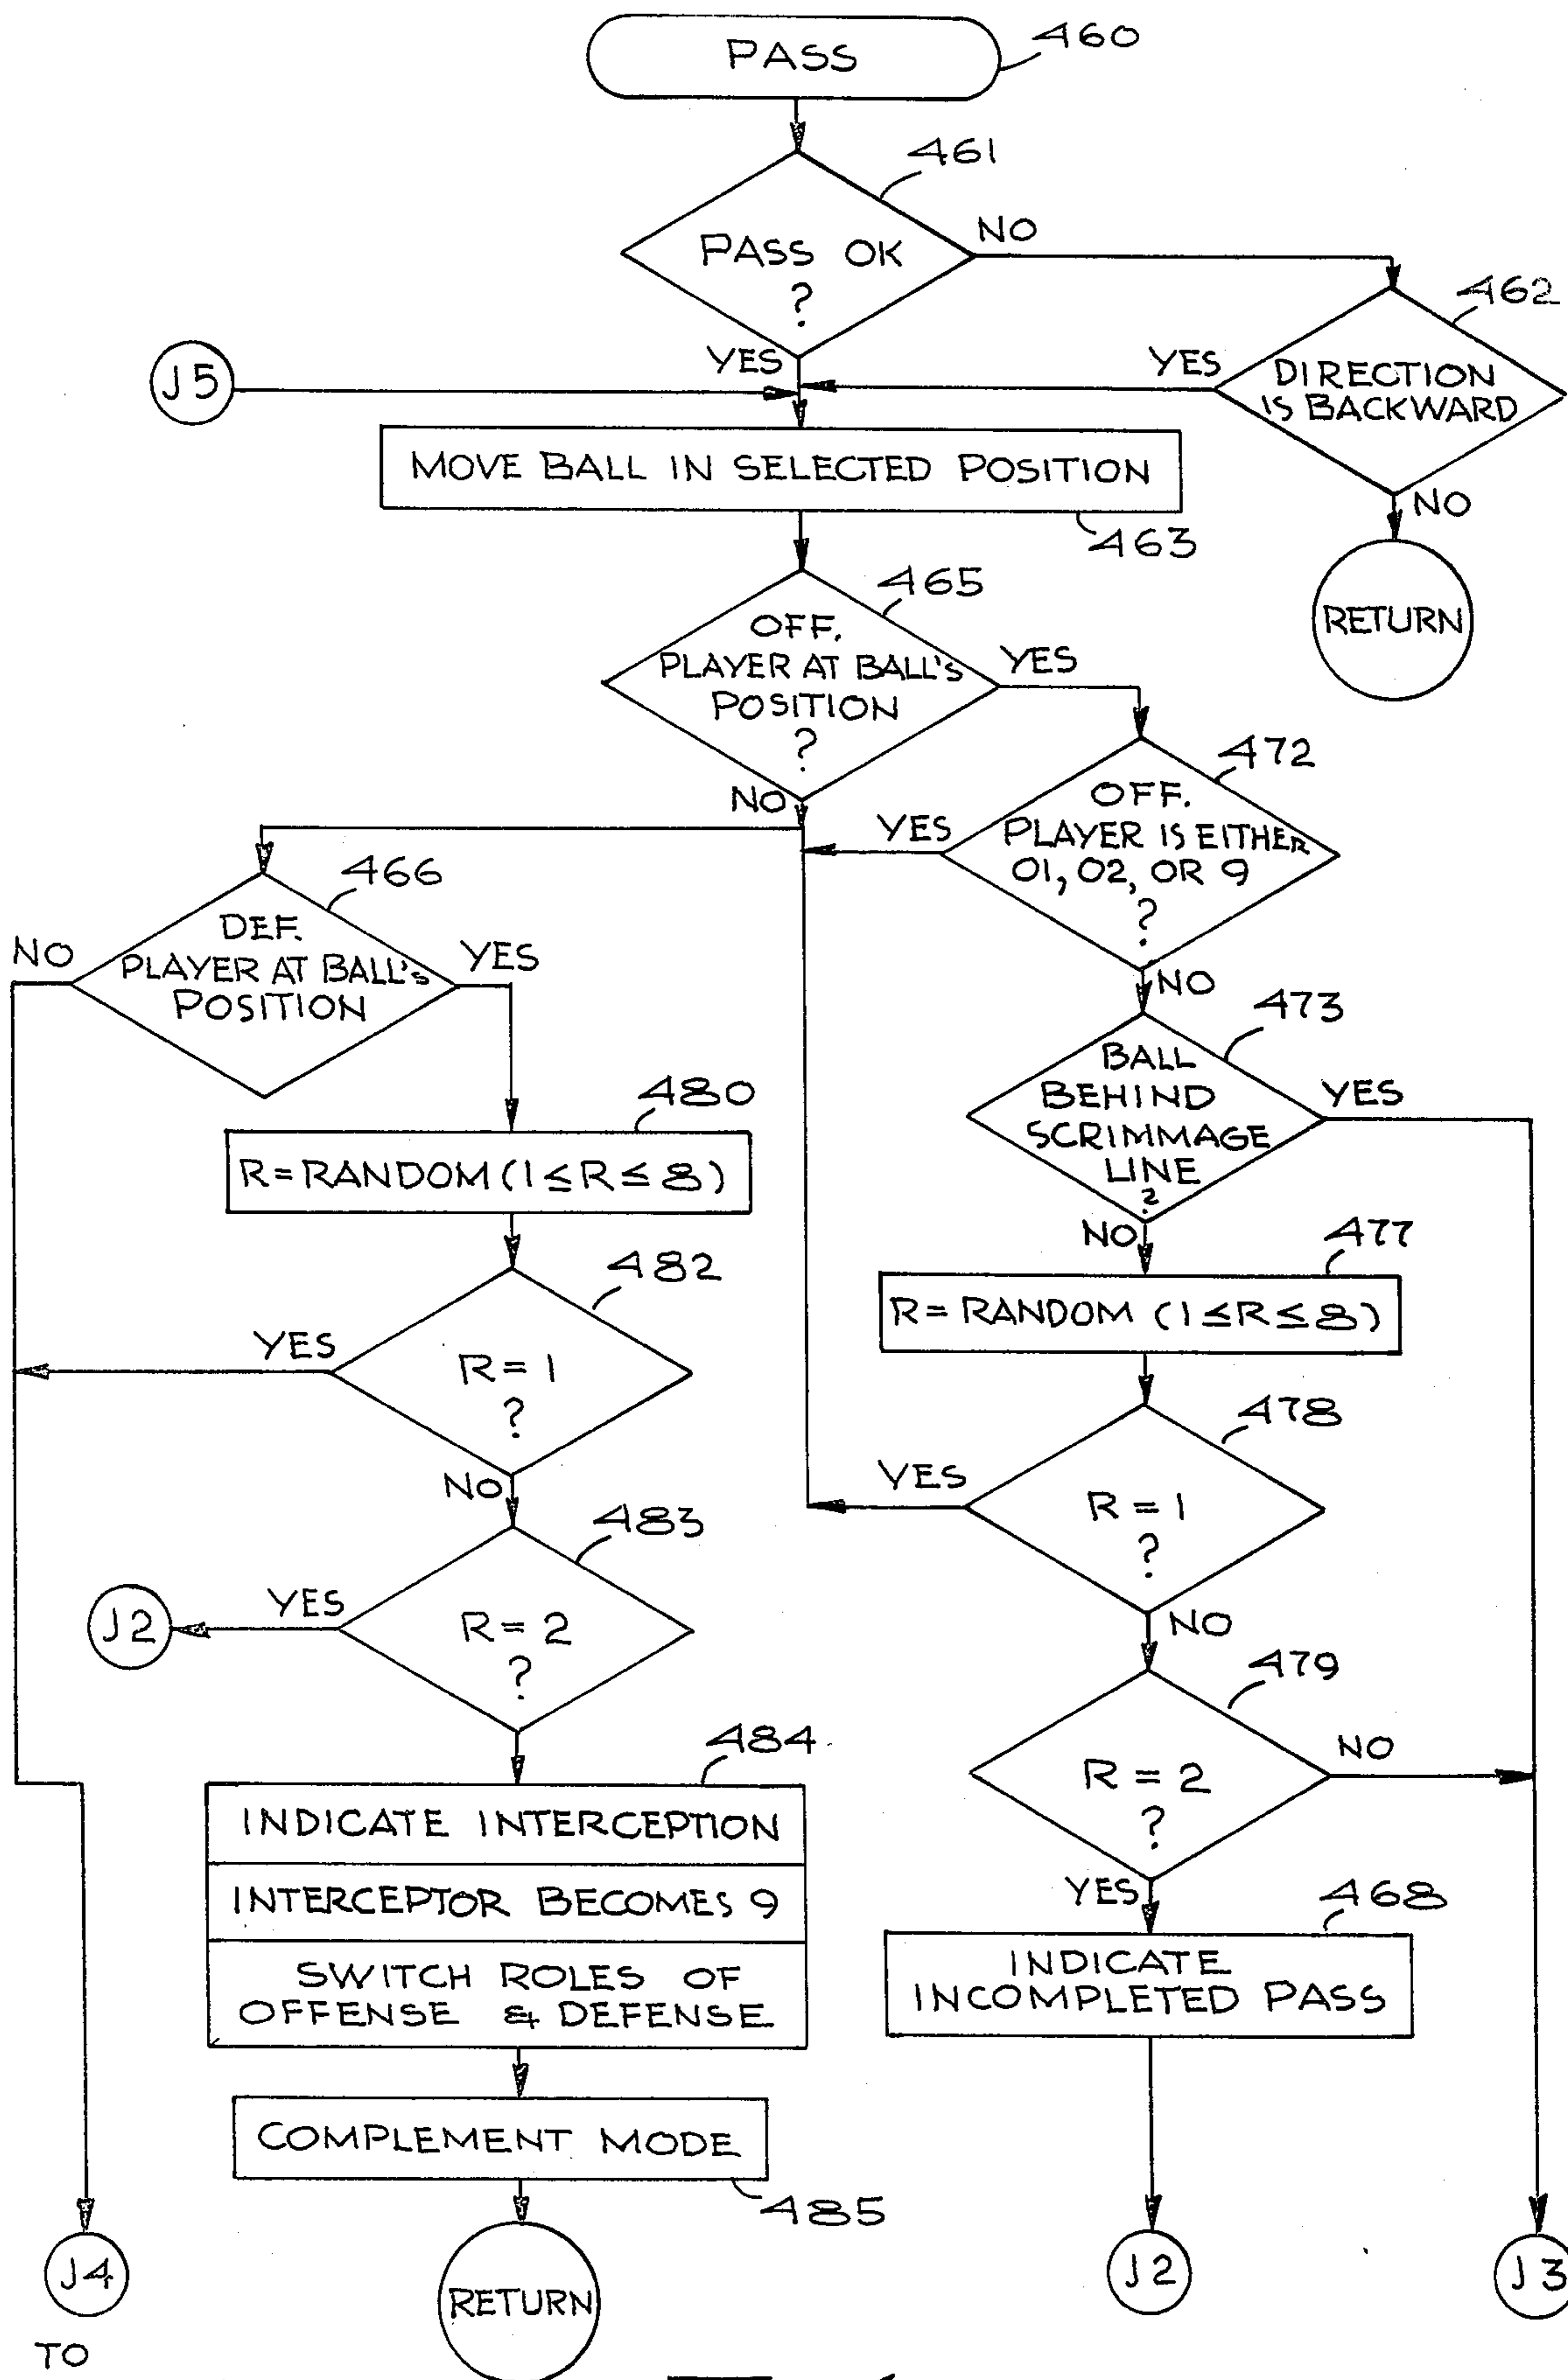 PASS
460
461
PASS OK
?
NO
YES
462
DIRECTION
IS BACKWARD
YES
NO
RETURN
J5
MOVE BALL IN SELECTED POSITION
463
465
OFF.
PLAYER AT BALL'S
POSITION
?
YES
NO
472
OFF.
PLAYER IS EITHER
01, 02, OR 9
?
YES
NO
466
DEF.
PLAYER AT BALL'S
POSITION
NO
YES
473
BALL
BEHIND
SCRIMMAGE
LINE
?
YES
NO
480
R=RANDOM (1≤R≤8)
477
R=RANDOM (1≤R≤8)
482
R=1
?
YES
NO
478
R=1
?
YES
NO
483
R=2
?
YES
J2
479
R=2
?
NO
YES
484
INDICATE INTERCEPTION
INTERCEPTOR BECOMES 9
SWITCH ROLES OF
OFFENSE & DEFENSE
468
INDICATE
INCOMPLETED PASS
COMPLEMENT MODE
485
J4
TO
RETURN
J2
J3